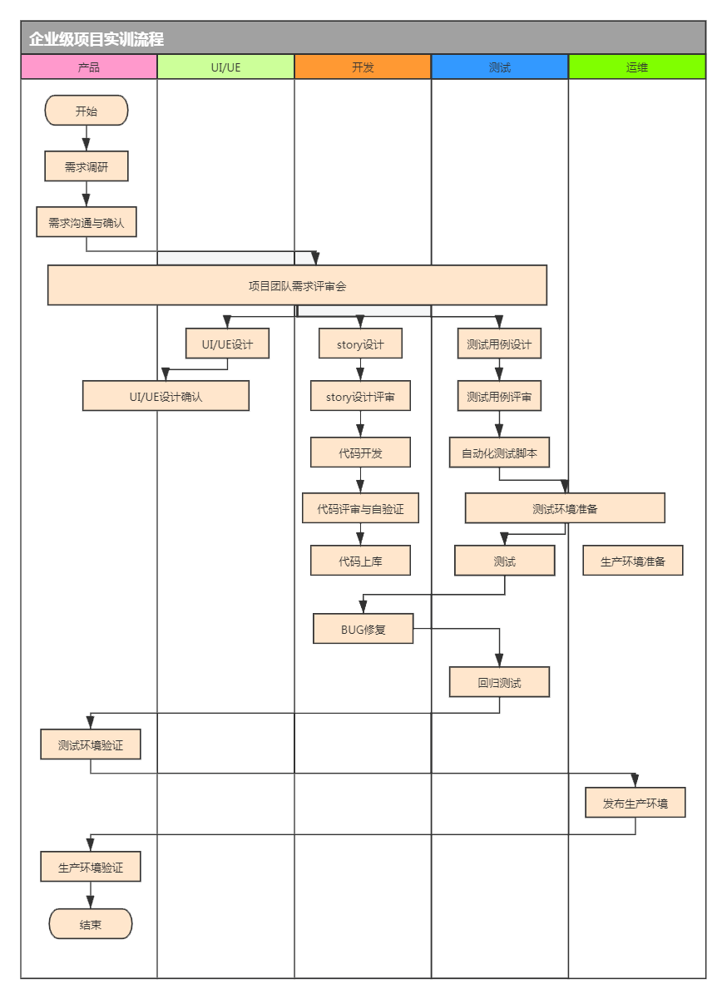 企业级项目实训流程
产品
UI/UE
开发
测试
运维
开始
需求调研
需求沟通与确认
项目团队需求评审会
UI/UE设计
story设计
测试用例设计
UI/UE设计确认
story设计评审
测试用例评审
代码开发
自动化测试脚本
代码评审与自验证
测试环境准备
代码上库
测试
生产环境准备
BUG修复
回归测试
测试环境验证
发布生产环境
生产环境验证
结束